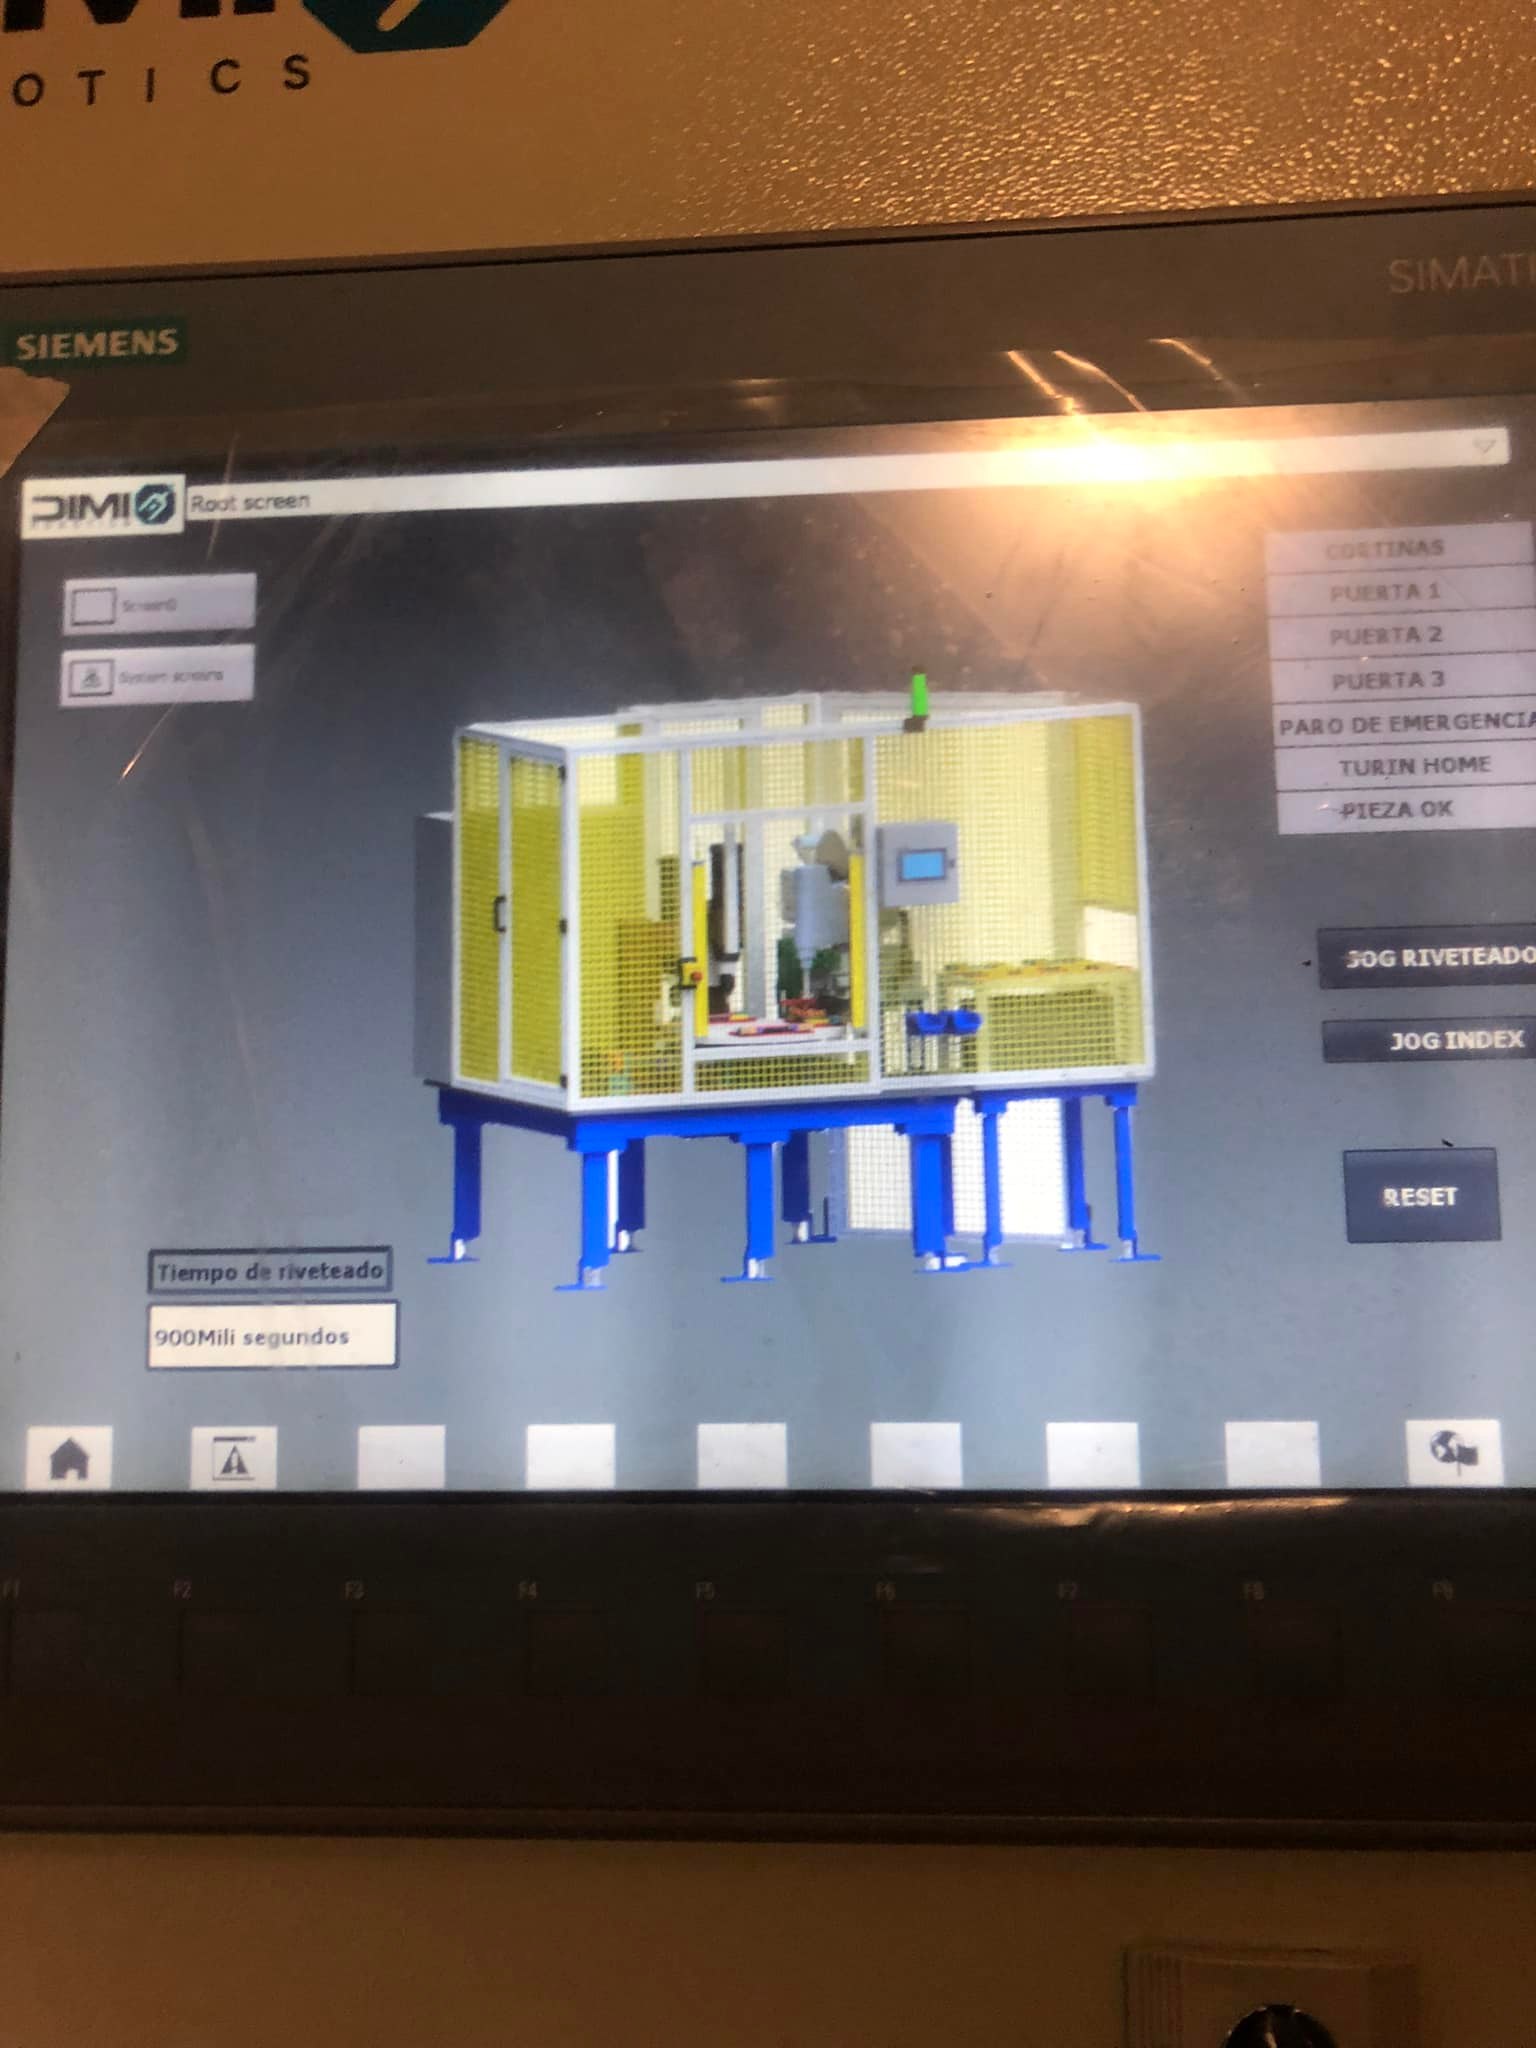 OTICS
SIEMENS
SIMATI
DIMI
Root screen
Screen
System screens
CORTINAS
PUERTA 1
PUERTA 2
PUERTA 3
PARO DE EMERGENCIA
TURIN HOME
PIEZA OK
JOG RIVETEADO
JOG INDEX
RESET
Tiempo de riveteado
900Mili segundos
F1 F2 F3 F4 F5 F6 F7 F8 F9